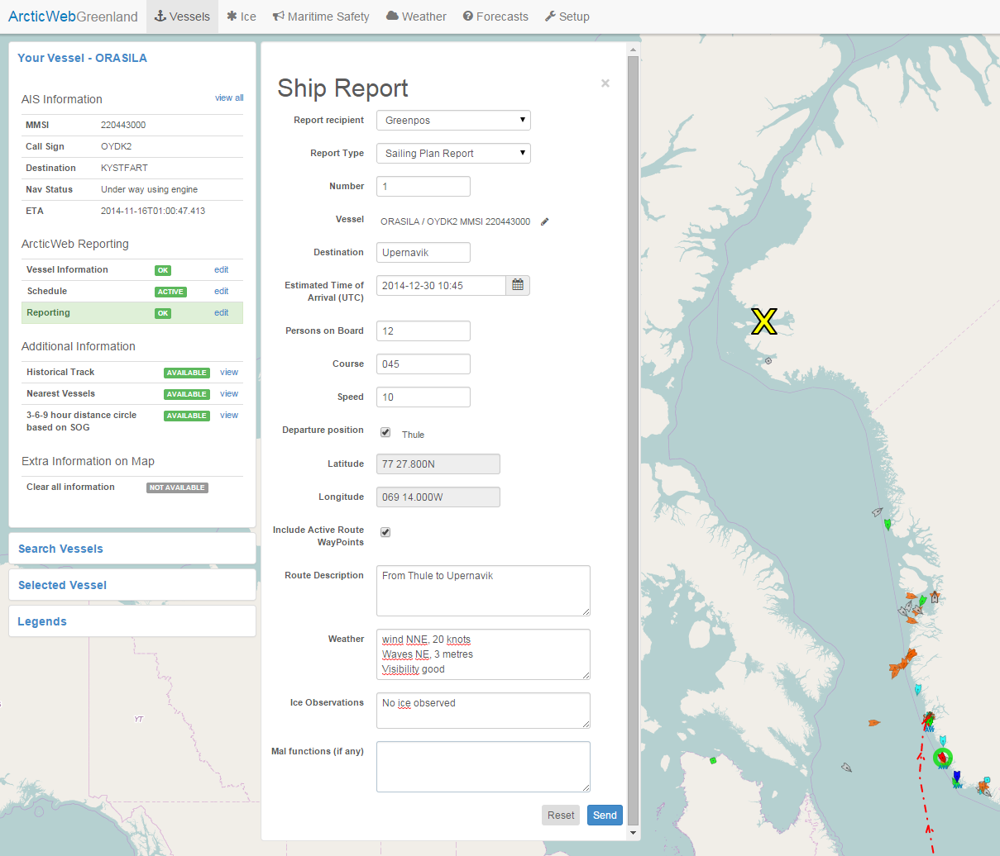 ArcticWebGreenland Vessels Ice Maritime Safety Weather Forecasts Setup
Your Vessel - ORASILA
AIS Information view all
MMSI 220443000
Call Sign OYDK2
Destination KYSTFART
Nav Status Under way using engine
ETA 2014-11-16T01:00:47.413
ArcticWeb Reporting
Vessel Information OK edit
Schedule ACTIVE edit
Reporting OK edit
Additional Information
Historical Track AVAILABLE view
Nearest Vessels AVAILABLE view
3-6-9 hour distance circle AVAILABLE view
based on SOG
Extra Information on Map
Clear all information NOT AVAILABLE
Search Vessels
Selected Vessel
Legends
Ship Report ×
Report recipient Greenpos
Report Type Sailing Plan Report
Number 1
Vessel ORASILA / OYDK2 MMSI 220443000
Destination Upernavik
Estimated Time of 2014-12-30 10:45
Arrival (UTC)
Persons on Board 12
Course 045
Speed 10
Departure position Thule
Latitude 77 27.800N
Longitude 069 14.000W
Include Active Route
WayPoints
Route Description From Thule to Upernavik
Weather wind NNE, 20 knots
Waves NE, 3 metres
Visibility good
Ice Observations No ice observed
Mal functions (if any)
Reset Send
YT
X
AW
AW
AW